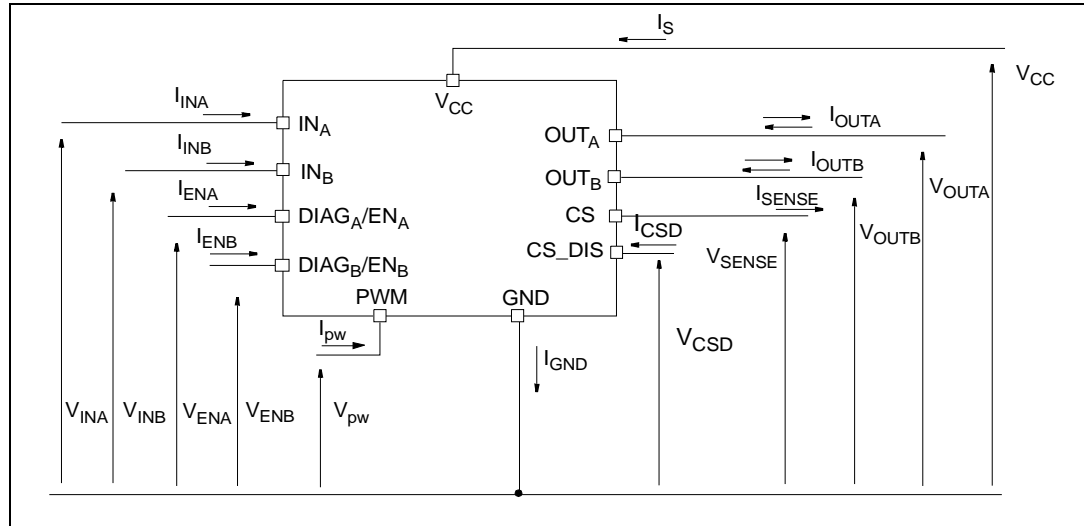 I_S
V_CC
V_CC
I_INA
IN_A
OUT_A
I_OUTA
I_INB
IN_B
OUT_B
I_OUTB
I_ENA
DIAG_A/EN_A
CS
I_SENSE
V_OUTA
I_ENB
DIAG_B/EN_B
CS_DIS
I_CSD
V_SENSE
V_OUTB
PWM
GND
I_pw
I_GND
V_CSD
V_INA
V_INB
V_ENA
V_ENB
V_pw